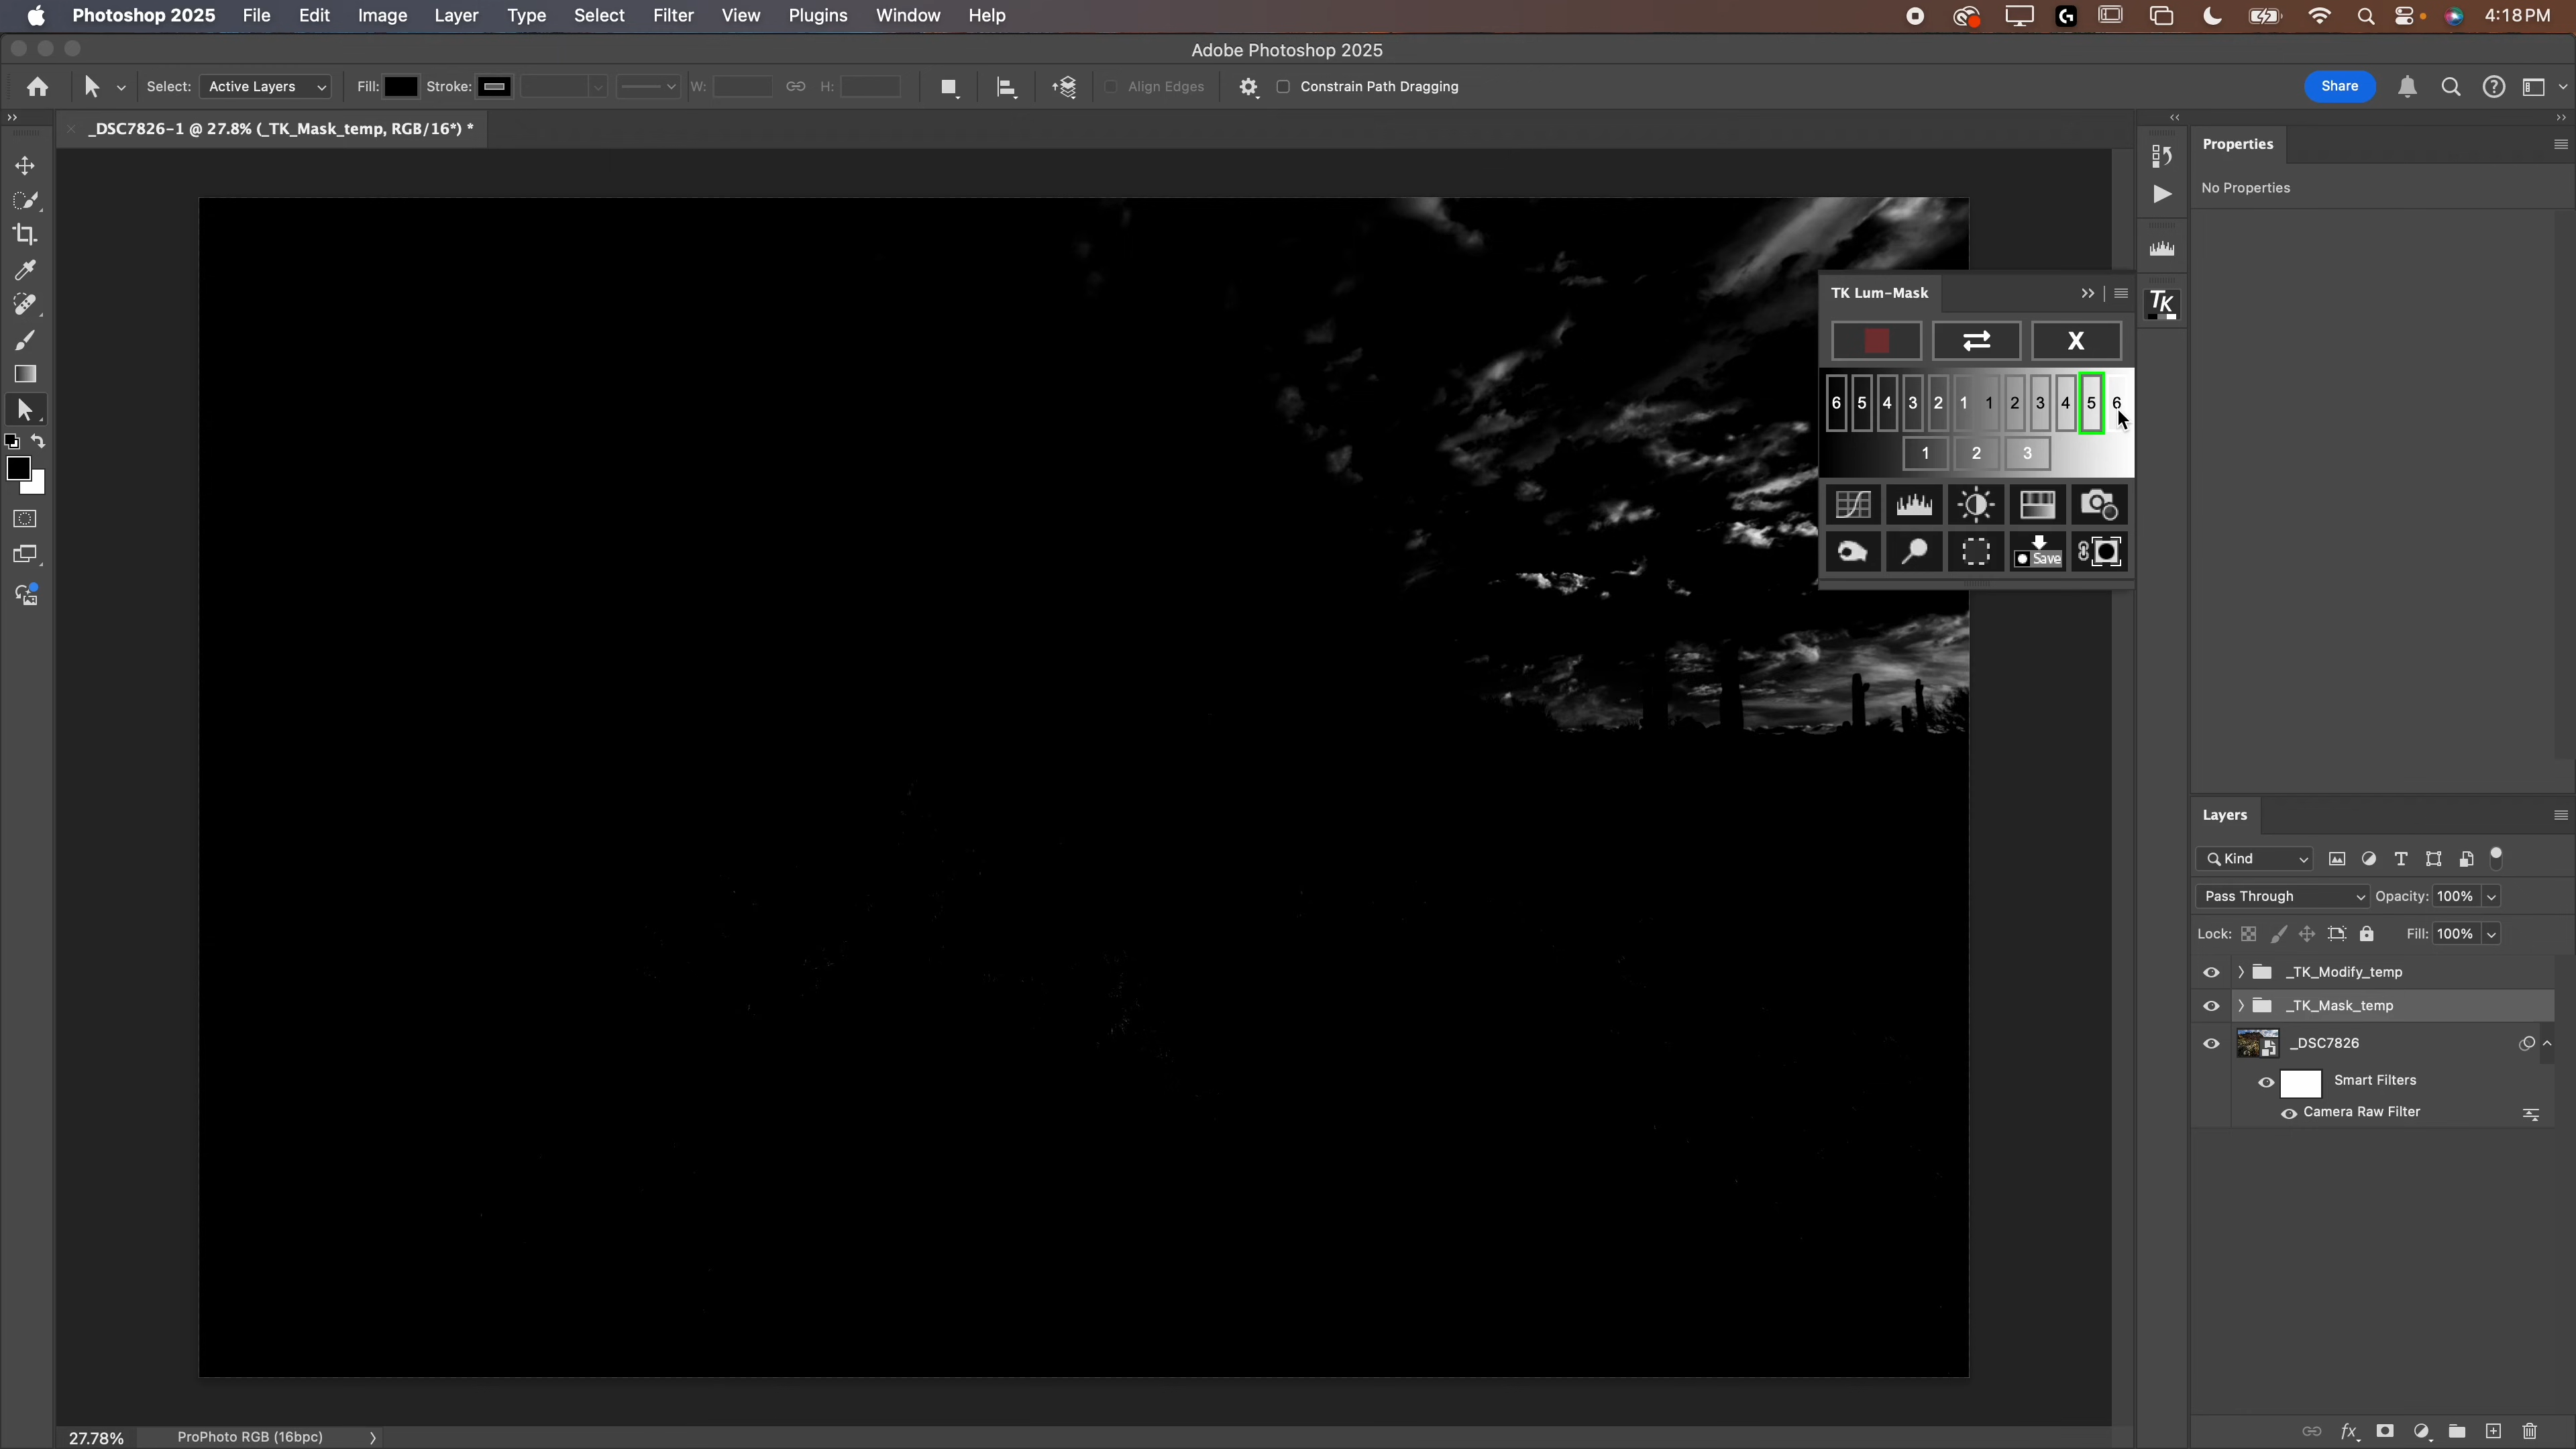 Photoshop 2025 File Edit Image Layer Type Select Filter View Plugins Window Help 4:18 PM
Adobe Photoshop 2025
Select: Active Layers Fill: Stroke: W: H: Align Edges Constrain Path Dragging Share
_DSC7826-1 @ 27.8% (_TK_Mask_temp, RGB/16*) *
Properties
No Properties
TK
TK Lum-Mask
X
6 5 4 3 2 1 1 2 3 4 5 6
1 2 3
Save
Layers
Kind
Pass Through Opacity: 100%
Lock: Fill: 100%
_TK_Modify_temp
_TK_Mask_temp
_DSC7826
Smart Filters
Camera Raw Filter
fx
27.78% ProPhoto RGB (16bpc)